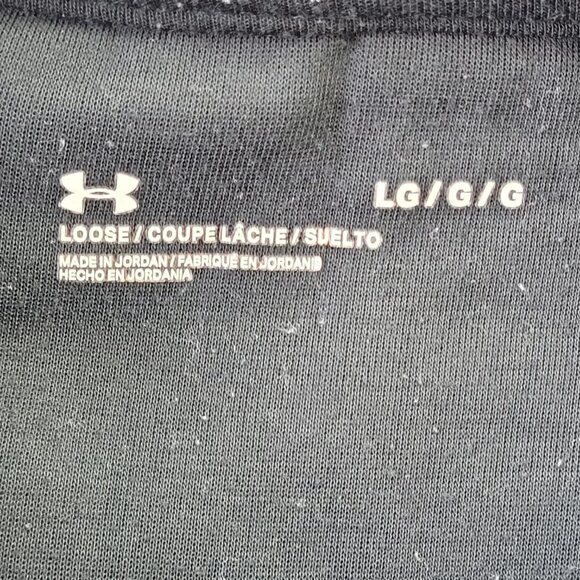 LG/G/G
LOOSE/COUPE LÂCHE/SUELTO
MADE IN JORDAN/FABRIQUÉ EN JORDANIE
HECHO EN JORDANIA